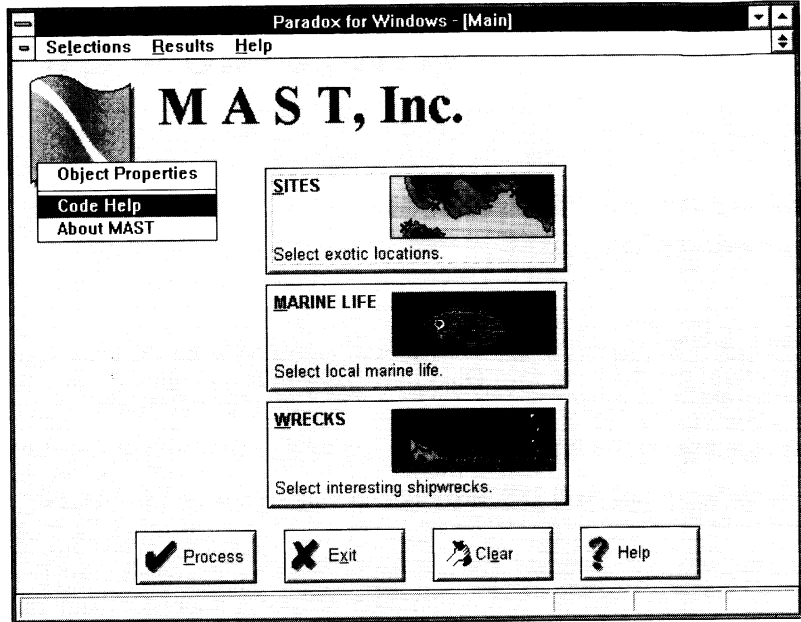 Paradox for Windows - [Main]
Selections Results Help
M A S T, Inc.
Object Properties
Code Help
About MAST
SITES
Select exotic locations.
MARINE LIFE
Select local marine life.
WRECKS
Select interesting shipwrecks.
Process Exit Clear Help